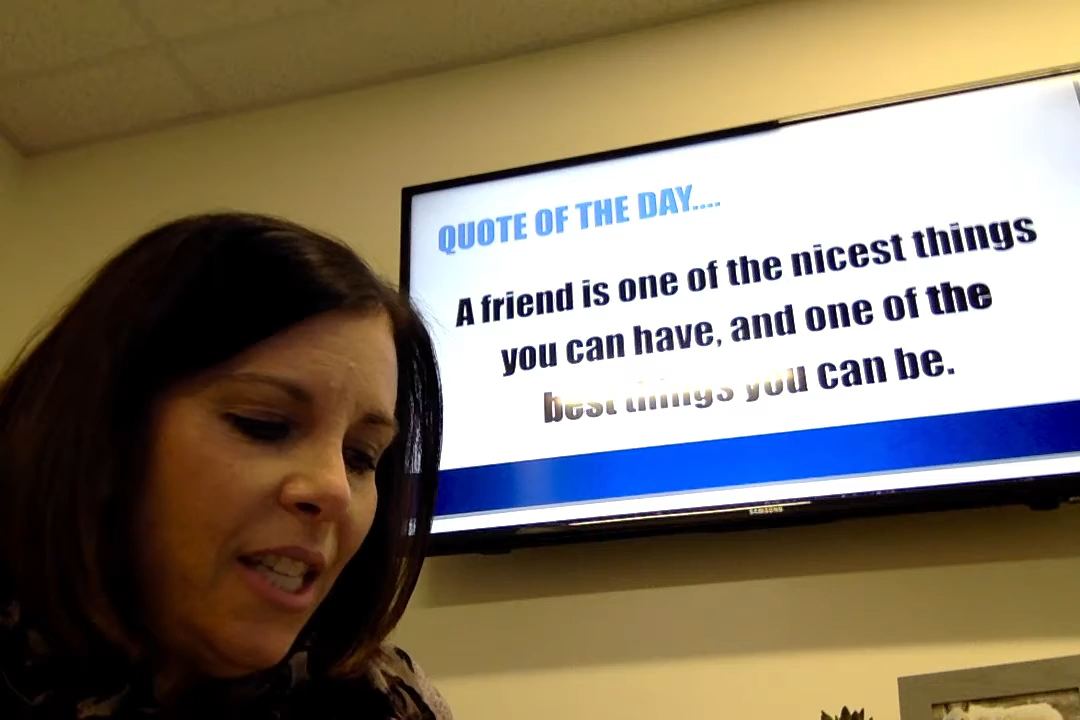 QUOTE OF THE DAY....
A friend is one of the nicest things
you can have, and one of the
best things you can be.
SAMSUNG